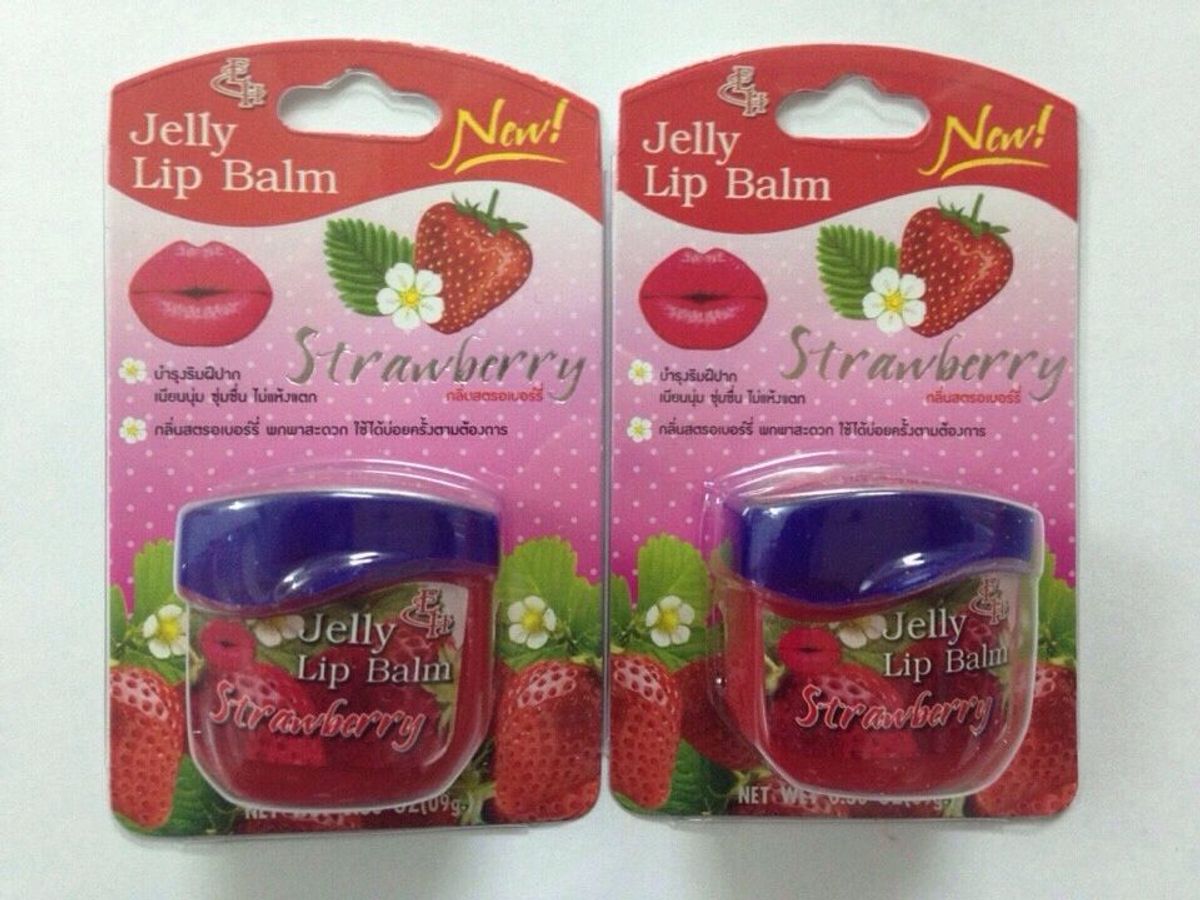 ECH
Jelly
Lip Balm
New!
Strawberry
กลิ่นสตรอเบอร์รี่
บำรุงริมฝีปาก
เนียนนุ่ม ชุ่มชื่น ไม่แห้งแตก
กลิ่นสตรอเบอร์รี่ พกพาสะดวก ใช้ได้บ่อยครั้งตามต้องการ
Jelly
Lip Balm
Strawberry
NET OZ(09g.)
Jelly
Lip Balm
New!
Strawberry
กลิ่นสตรอเบอร์รี่
บำรุงริมฝีปาก
เนียนนุ่ม ชุ่มชื่น ไม่แห้งแตก
กลิ่นสตรอเบอร์รี่ พกพาสะดวก ใช้ได้บ่อยครั้งตามต้องการ
Jelly
Lip Balm
Strawberry
NET